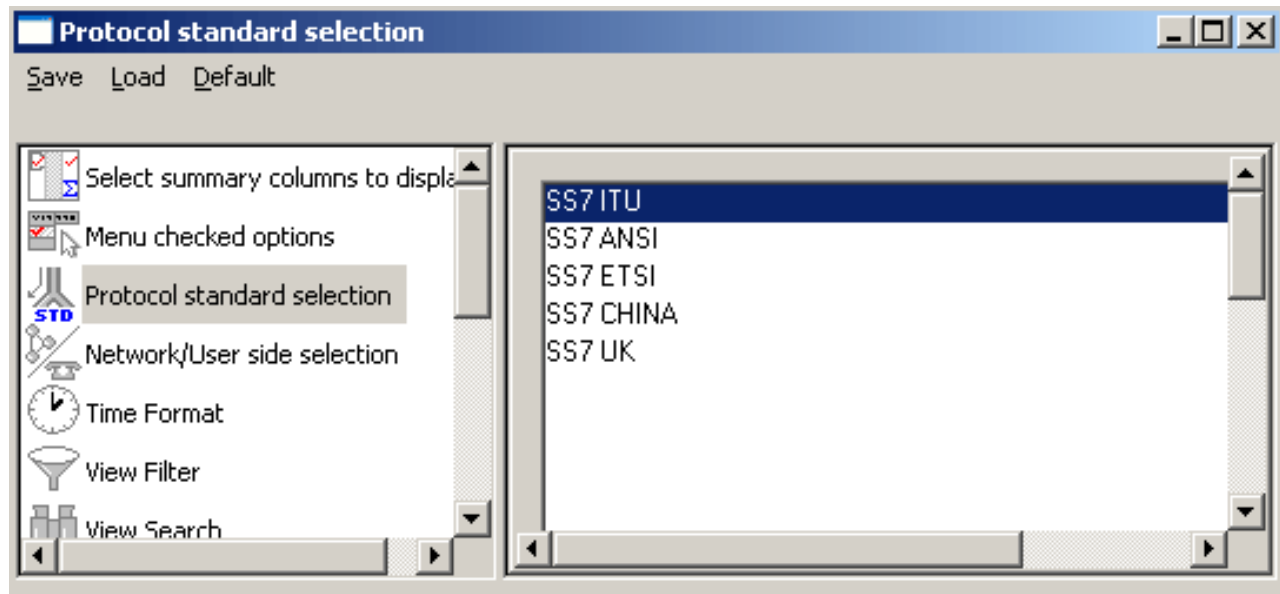 Protocol standard selection
Save Load Default
Select summary columns to displa
Menu checked options
STD
Protocol standard selection
Network/User side selection
Time Format
View Filter
View Search
SS7 ITU
SS7 ANSI
SS7 ETSI
SS7 CHINA
SS7 UK